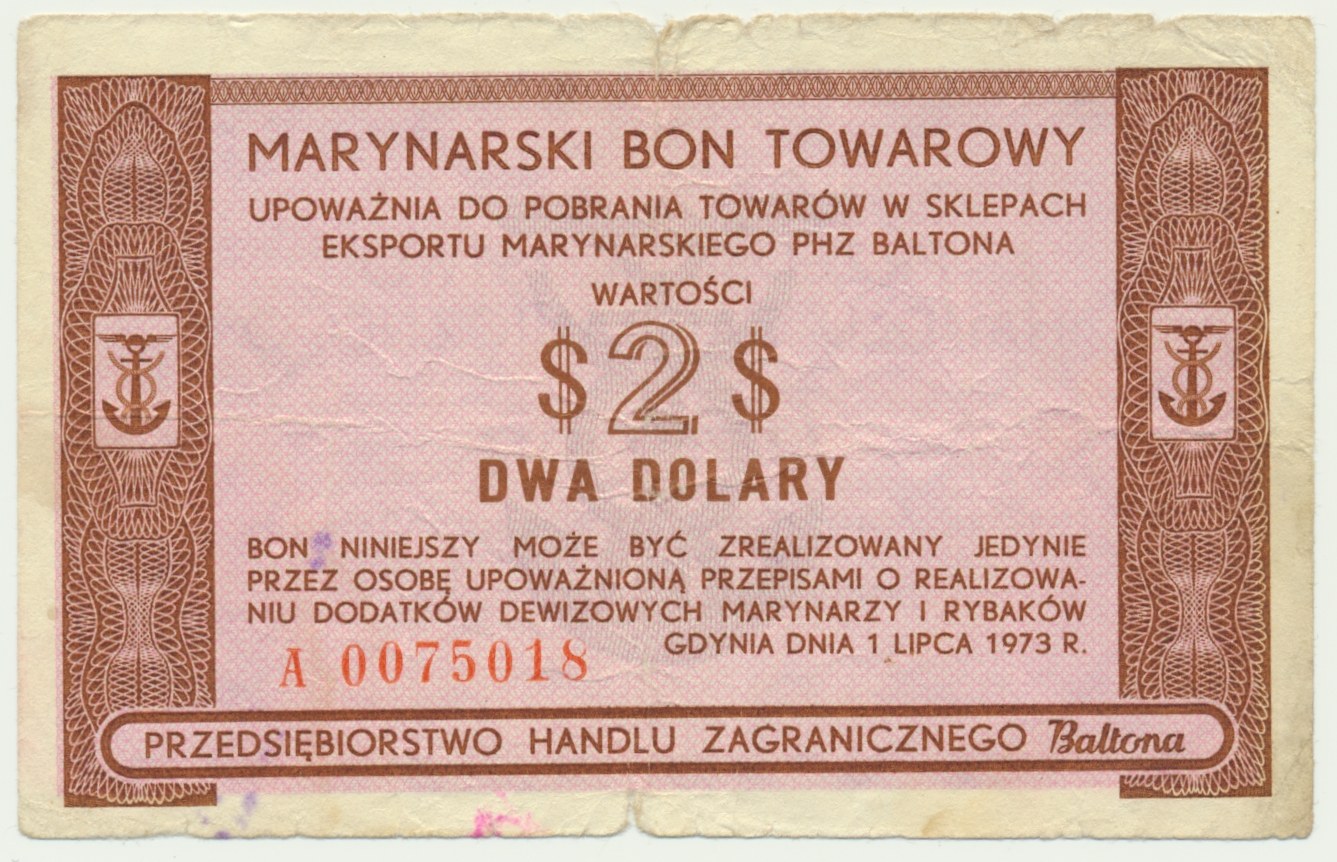 MARYNARSKI BON TOWAROWY
UPOWAŻNIA DO POBRANIA TOWARÓW W SKLEPACH
EKSPORTU MARYNARSKIEGO PHZ BALTONA
WARTOŚCI
$ 2 $
DWA DOLARY
BON NINIEJSZY MOŻE BYĆ ZREALIZOWANY JEDYNIE
PRZEZ OSOBĘ UPOWAŻNIONĄ PRZEPISAMI O REALIZOWA-
NIU DODATKÓW DEWIZOWYCH MARYNARZY I RYBAKÓW
GDYNIA DNIA 1 LIPCA 1973 R.
A 0075018
PRZEDSIĘBIORSTWO HANDLU ZAGRANICZNEGO Baltona